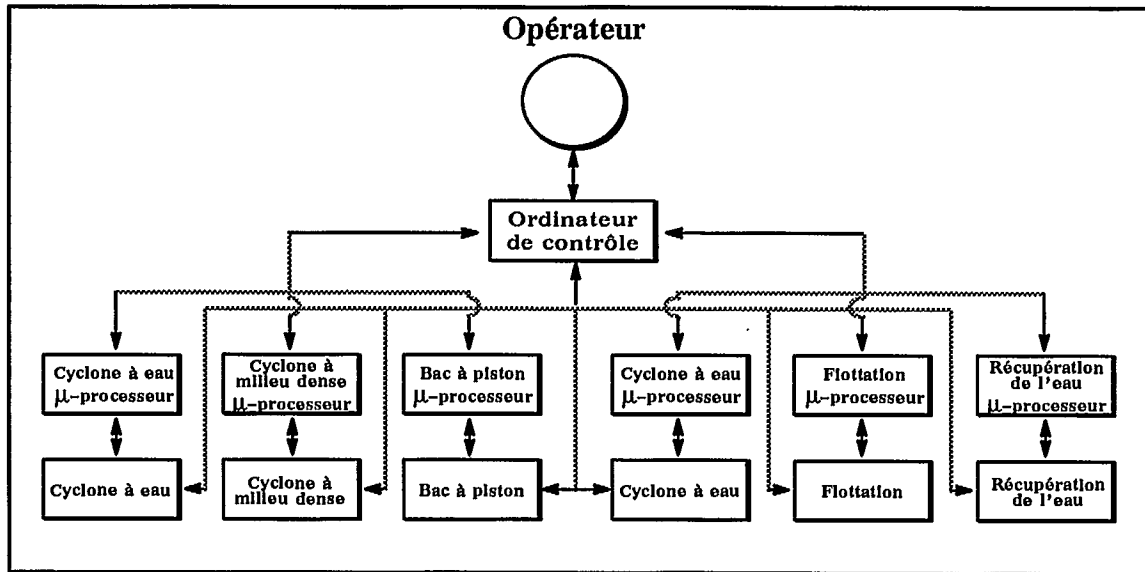 Opérateur
Ordinateur
de contrôle
Cyclone à eau
µ-processeur
Cyclone à
milieu dense
µ-processeur
Bac à piston
µ-processeur
Cyclone à eau
µ-processeur
Flottation
µ-processeur
Récupération
de l'eau
µ-processeur
Cyclone à eau
Cyclone à
milieu dense
Bac à piston
Cyclone à eau
Flottation
Récupération
de l'eau